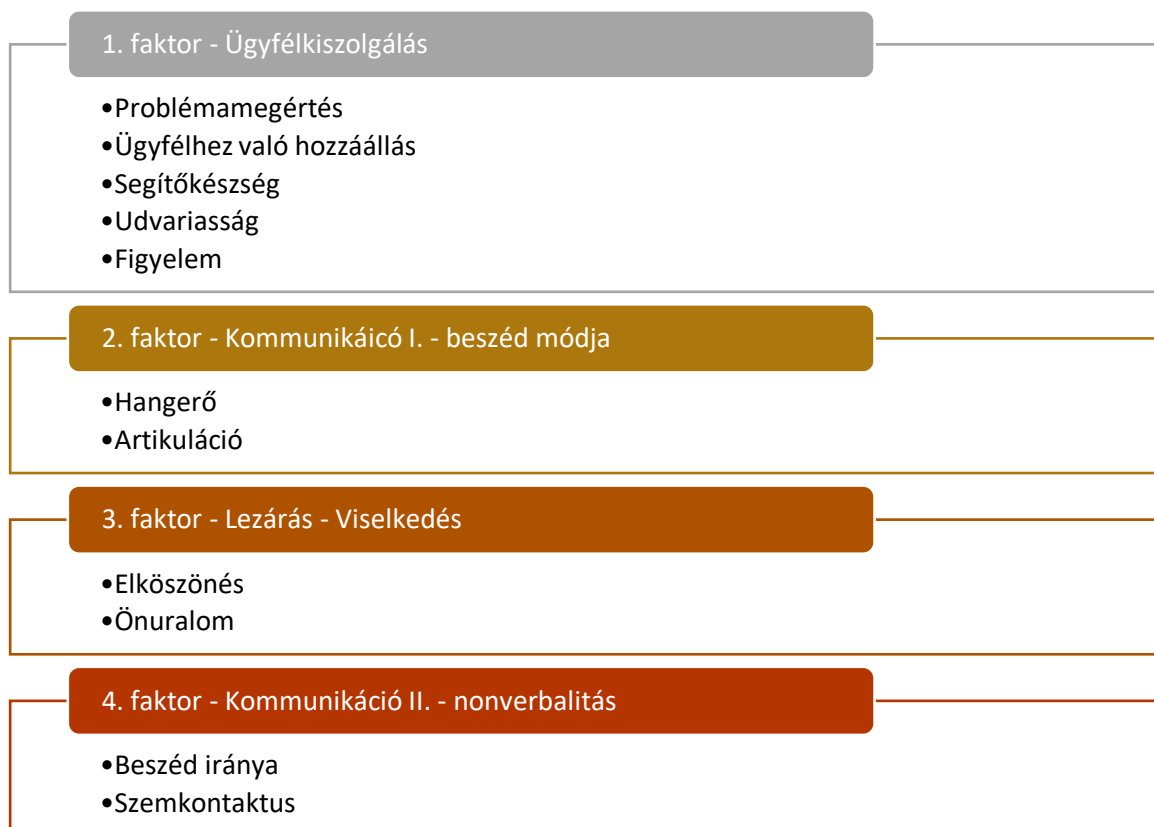 1. faktor - Ügyfélkiszolgálás
•Problémamegértés
•Ügyfélhez való hozzáállás
•Segítőkészség
•Udvariasság
•Figyelem
2. faktor - Kommunikáicó I. - beszéd módja
•Hangerő
•Artikuláció
3. faktor - Lezárás - Viselkedés
•Elköszönés
•Önuralom
4. faktor - Kommunikáció II. - nonverbalitás
•Beszéd iránya
•Szemkontaktus